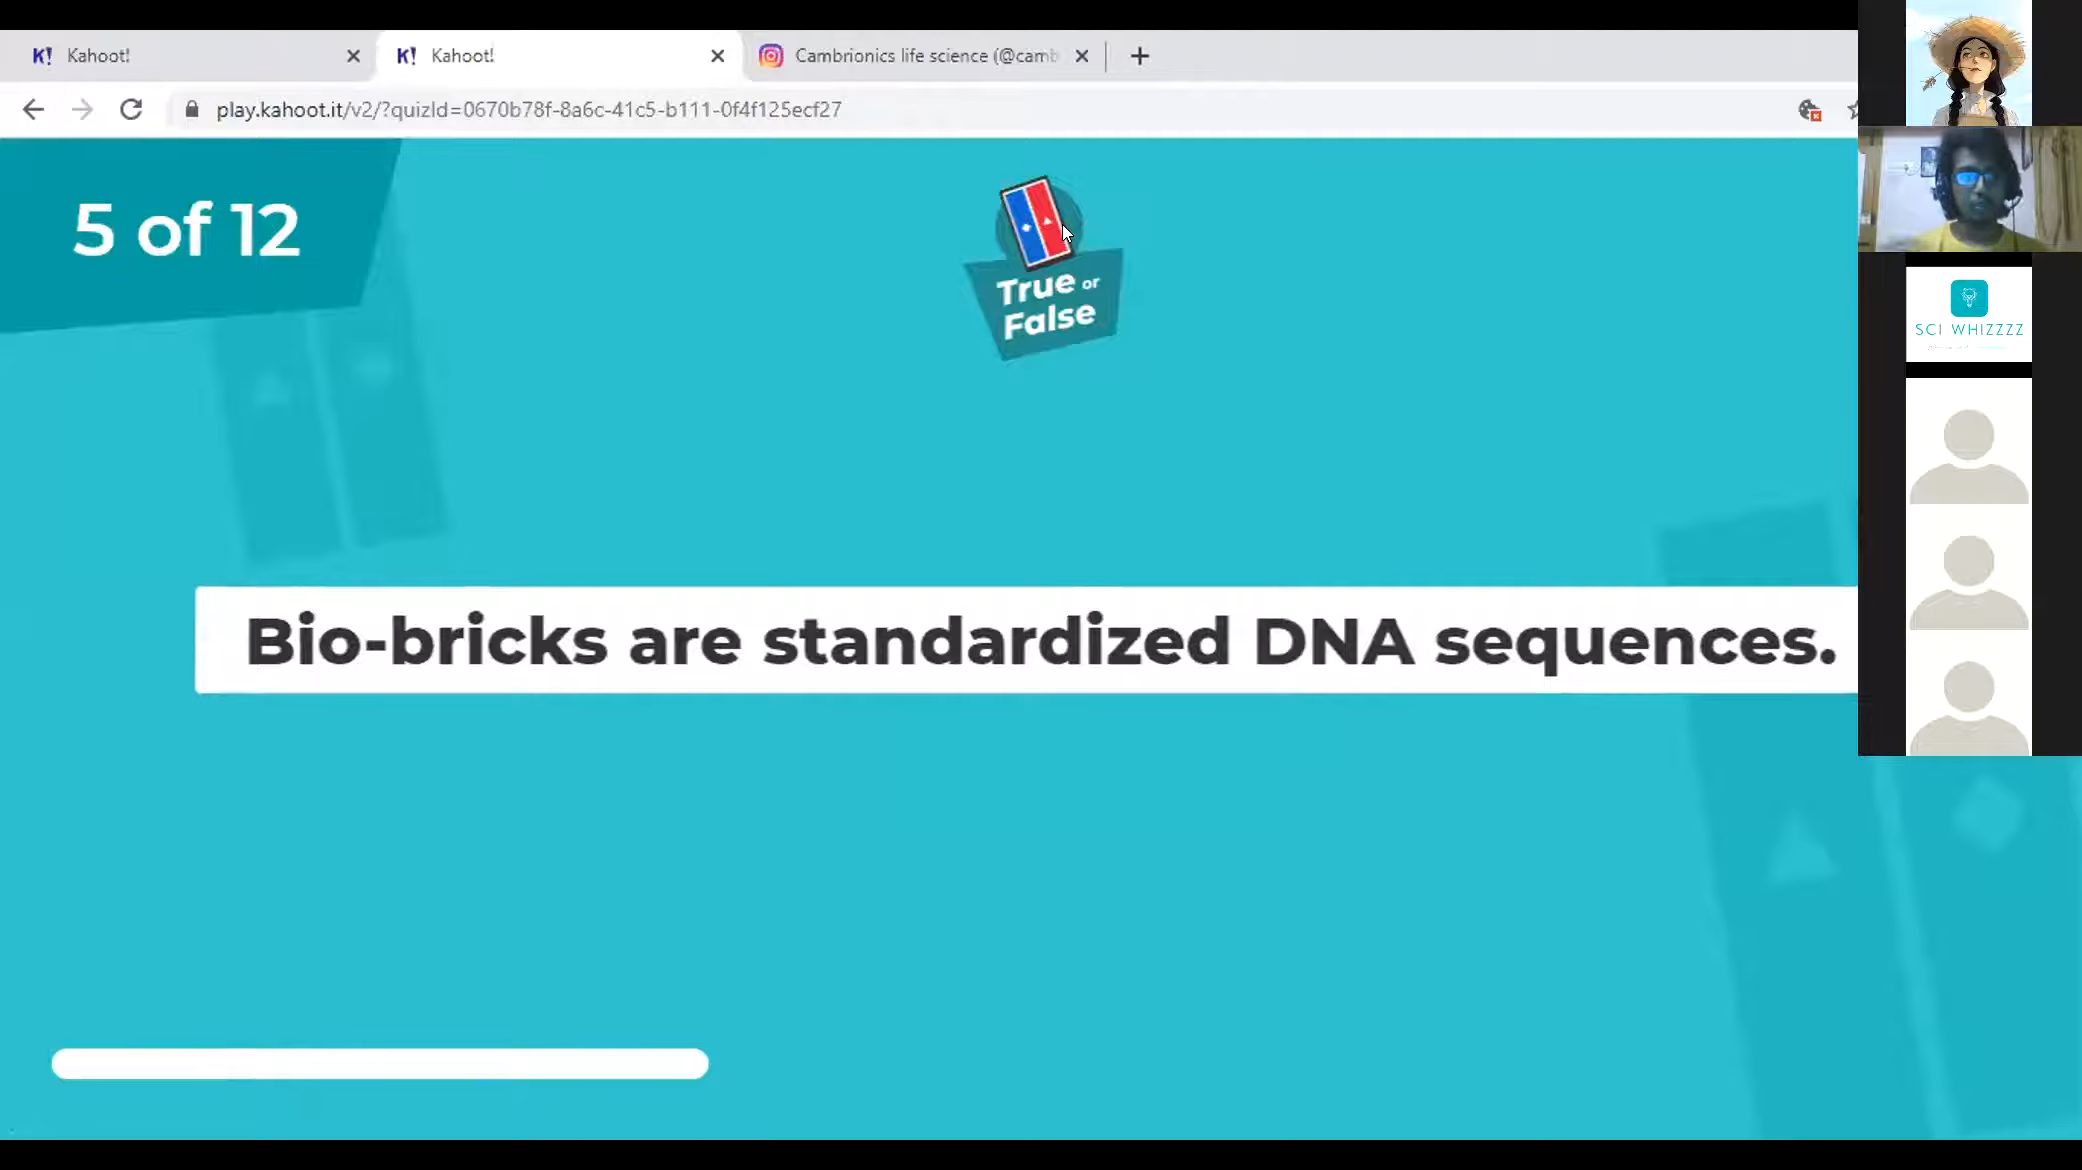 Kahoot!
Kahoot!
Cambrionics life science (@camb
play.kahoot.it/v2/?quizId=0670b78f-8a6c-41c5-b111-0f4f125ecf27
5 of 12
True or
False
Bio-bricks are standardized DNA sequences.
SCI WHIZZZZ